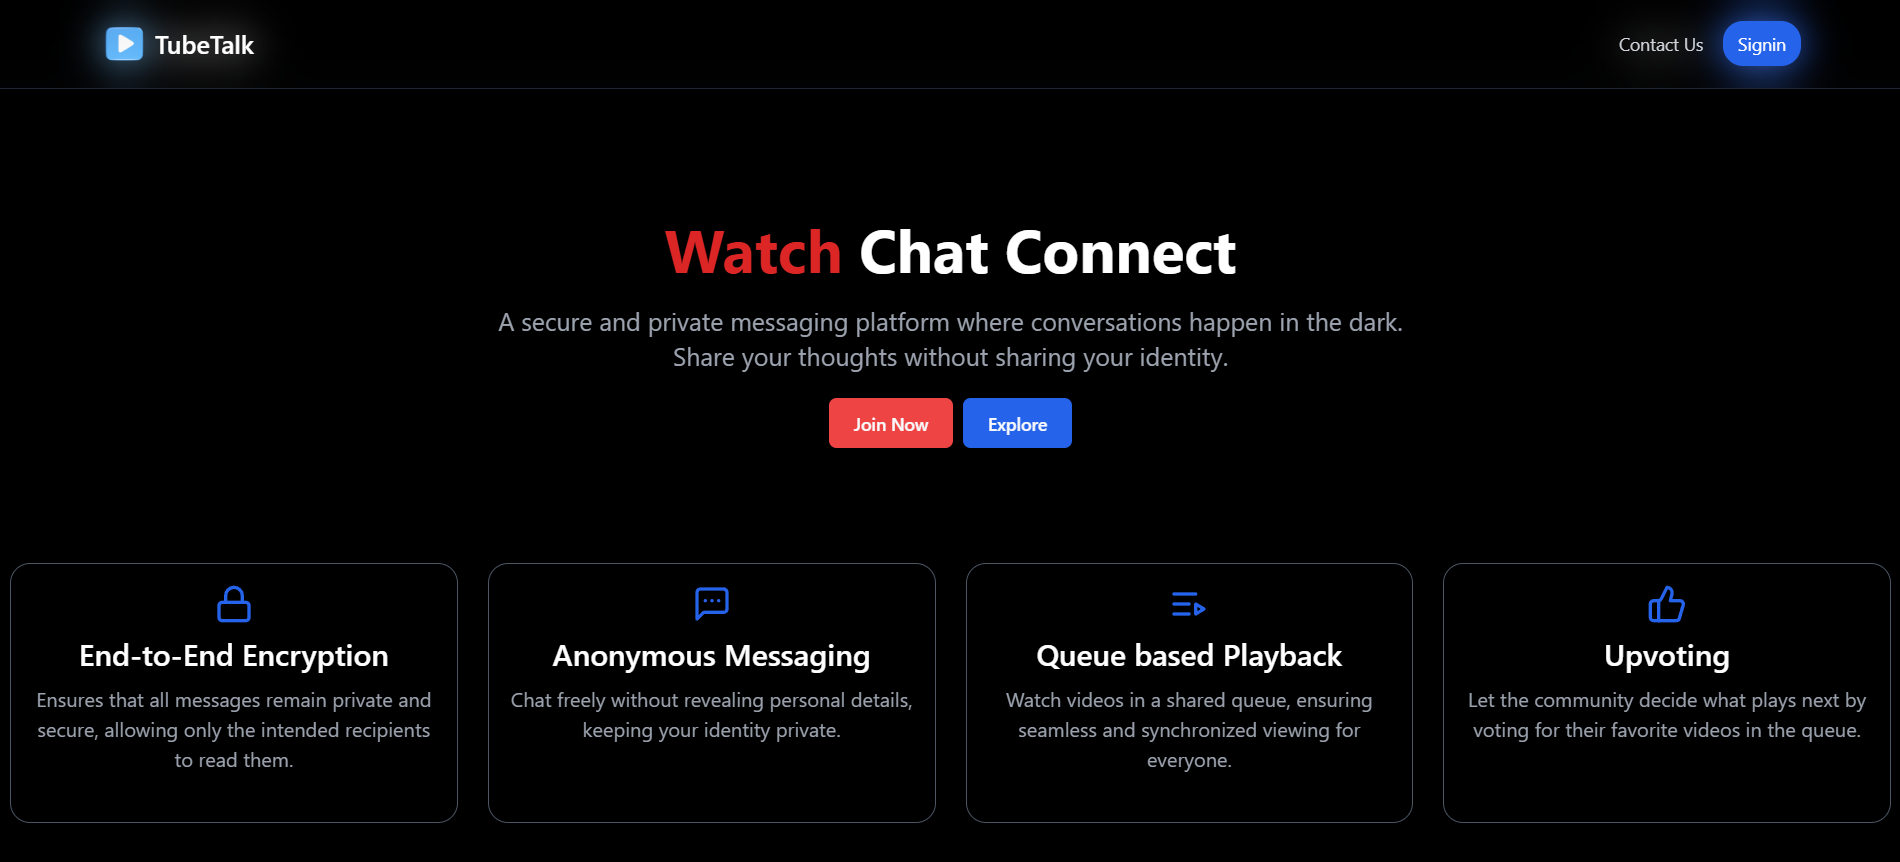 TubeTalk
Contact Us
Signin
Watch Chat Connect
A secure and private messaging platform where conversations happen in the dark.
Share your thoughts without sharing your identity.
Join Now
Explore
End-to-End Encryption
Ensures that all messages remain private and
secure, allowing only the intended recipients
to read them.
Anonymous Messaging
Chat freely without revealing personal details,
keeping your identity private.
Queue based Playback
Watch videos in a shared queue, ensuring
seamless and synchronized viewing for
everyone.
Upvoting
Let the community decide what plays next by
voting for their favorite videos in the queue.